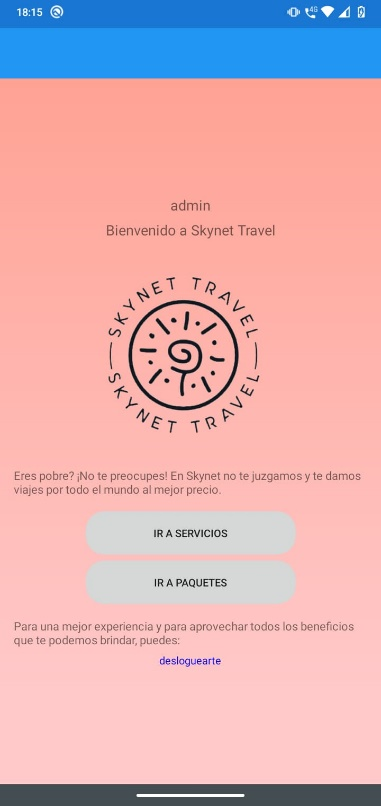 18:15
4G
admin
Bienvenido a Skynet Travel
SKYNET TRAVEL
SKYNET TRAVEL
Eres pobre? ¡No te preocupes! En Skynet no te juzgamos y te damos
viajes por todo el mundo al mejor precio.
IR A SERVICIOS
IR A PAQUETES
Para una mejor experiencia y para aprovechar todos los beneficios
que te podemos brindar, puedes:
desloguearte